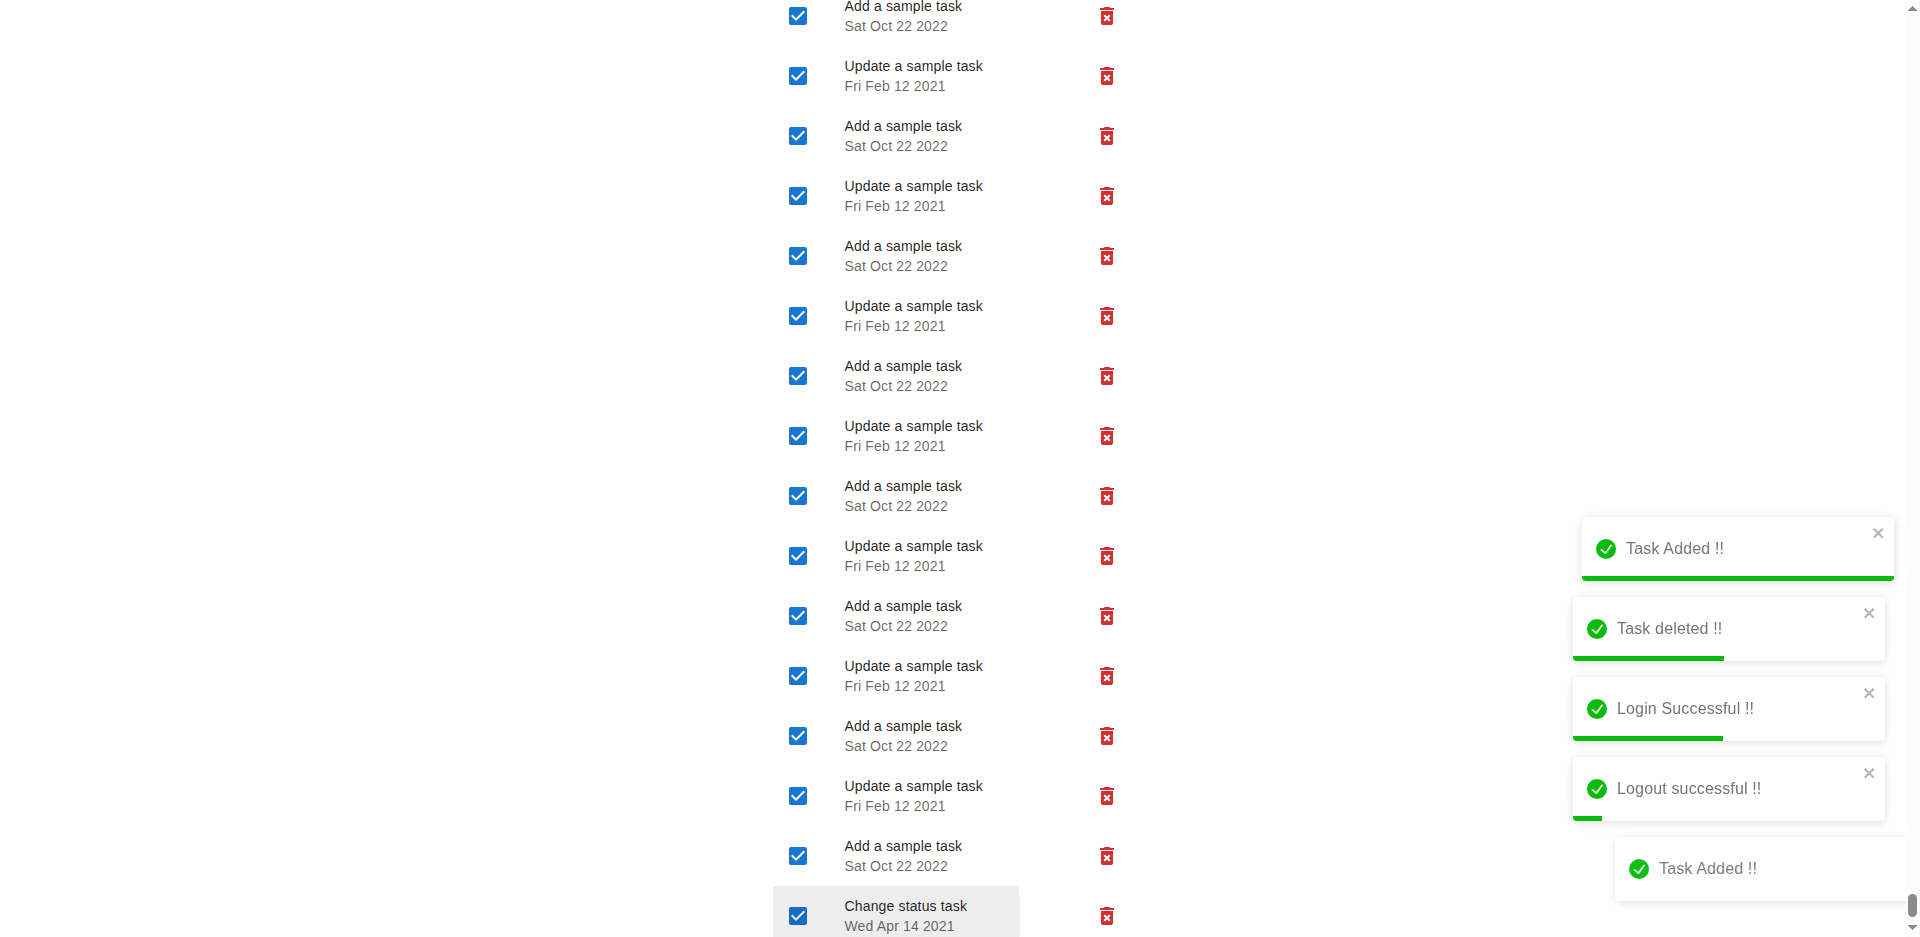 Add a sample task
Sat Oct 22 2022
Update a sample task
Fri Feb 12 2021
Add a sample task
Sat Oct 22 2022
Update a sample task
Fri Feb 12 2021
Add a sample task
Sat Oct 22 2022
Update a sample task
Fri Feb 12 2021
Add a sample task
Sat Oct 22 2022
Update a sample task
Fri Feb 12 2021
Add a sample task
Sat Oct 22 2022
Update a sample task
Fri Feb 12 2021
Add a sample task
Sat Oct 22 2022
Update a sample task
Fri Feb 12 2021
Add a sample task
Sat Oct 22 2022
Update a sample task
Fri Feb 12 2021
Add a sample task
Sat Oct 22 2022
Change status task
Wed Apr 14 2021
Task Added !!
Task deleted !!
Login Successful !!
Logout successful !!
Task Added !!